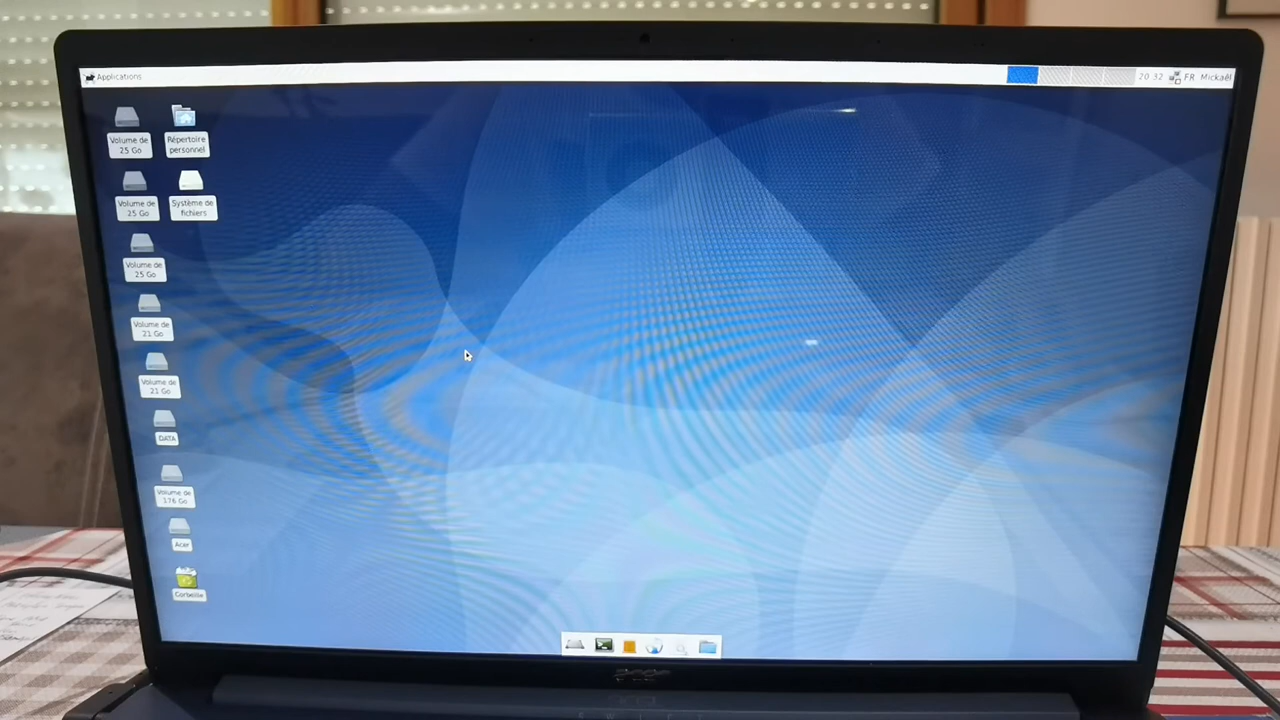 Applications
20 32 FR Mickaël
Volume de
25 Go
Répertoire
personnel
Volume de
25 Go
Système de
fichiers
Volume de
25 Go
Volume de
21 Go
Volume de
21 Go
DATA
Volume de
176 Go
Acer
Corbeille
acer